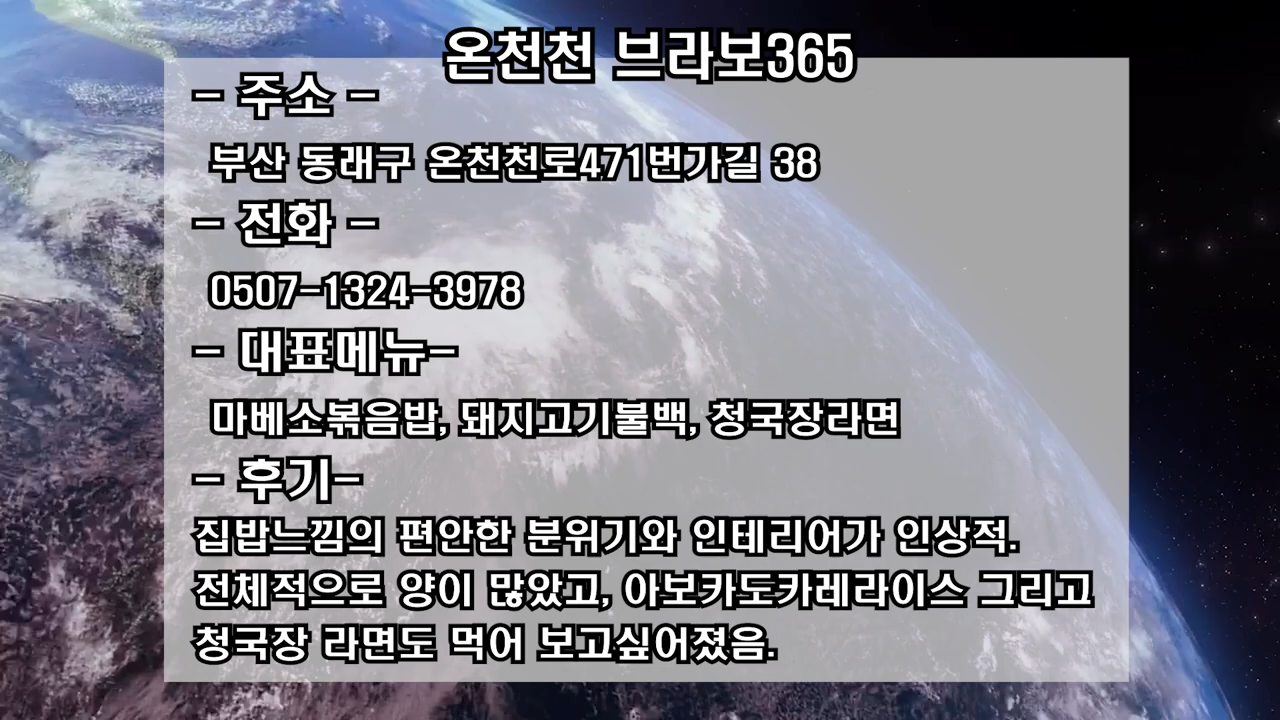 온천천 브라보365
- 주소 -
부산 동래구 온천천로471번가길 38
- 전화 -
0507-1324-3978
- 대표메뉴-
마베소볶음밥, 돼지고기불백, 청국장라면
- 후기-
집밥느낌의 편안한 분위기와 인테리어가 인상적.
전체적으로 양이 많았고, 아보카도카레라이스 그리고
청국장 라면도 먹어 보고싶어졌음.